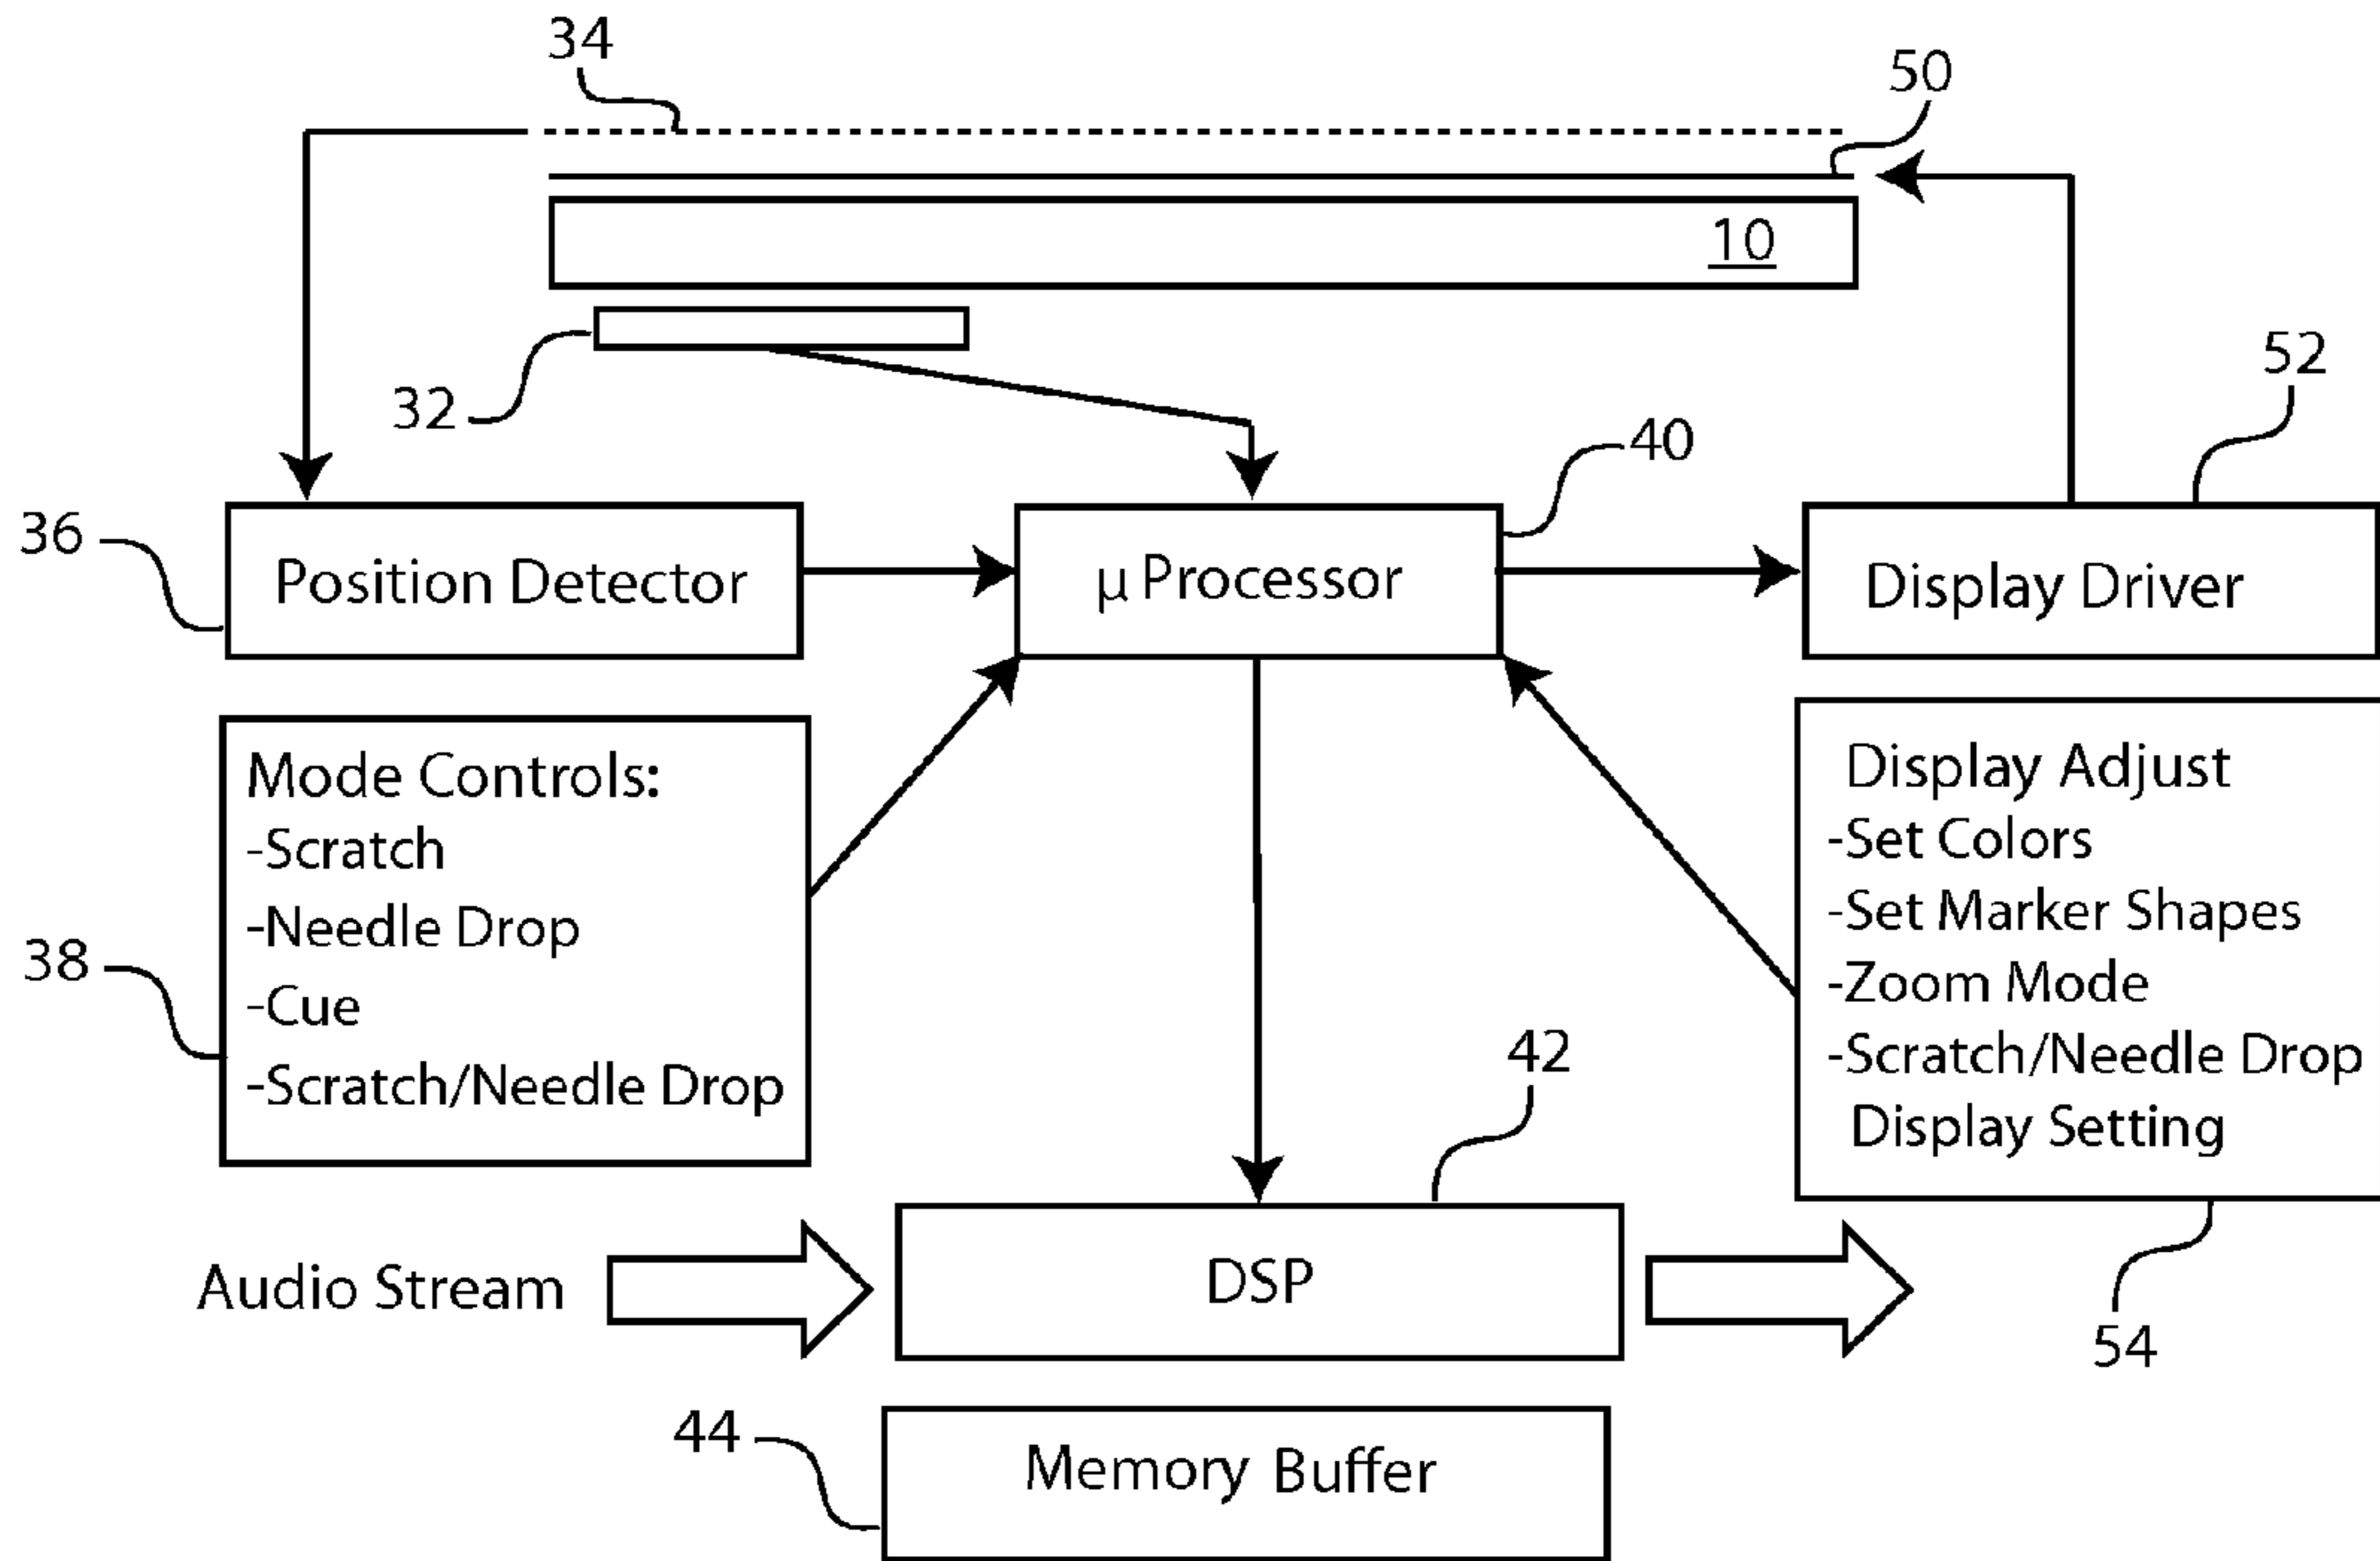 34
50
10
32
52
40
36
Position Detector
μ Processor
Display Driver
Mode Controls:
-Scratch
-Needle Drop
-Cue
-Scratch/Needle Drop
38
Display Adjust
-Set Colors
-Set Marker Shapes
-Zoom Mode
-Scratch/Needle Drop
Display Setting
42
Audio Stream
DSP
54
44
Memory Buffer